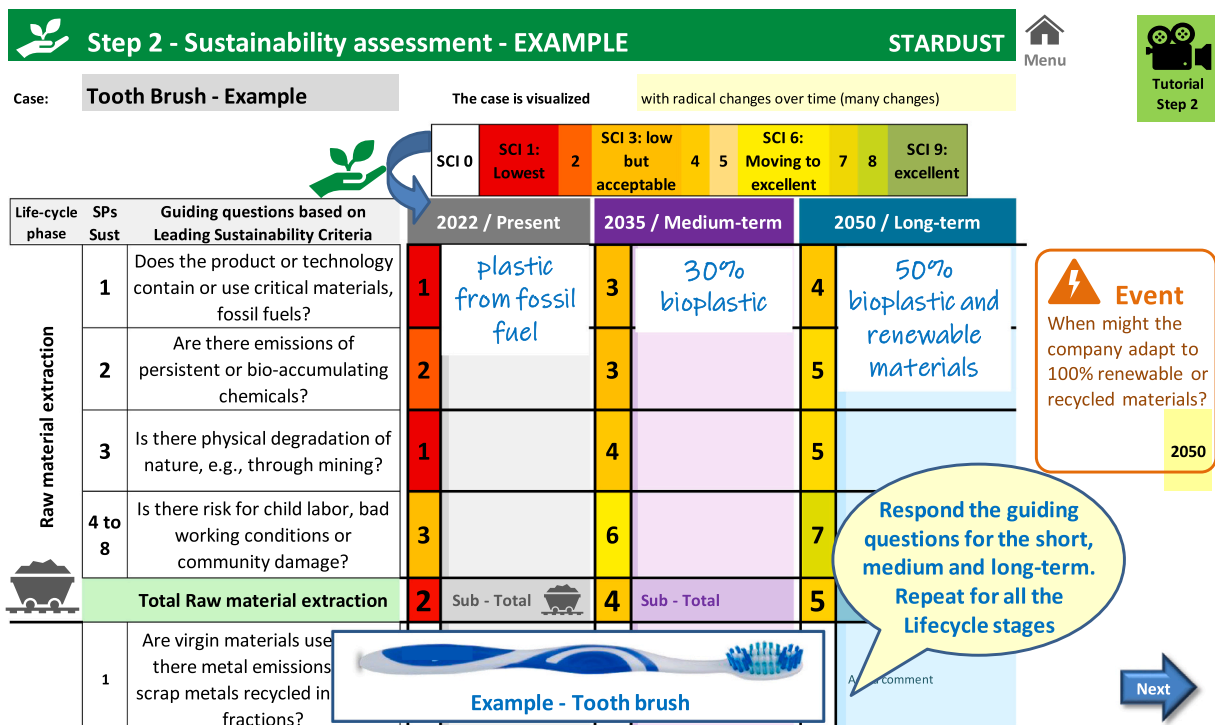 Step 2 - Sustainability assessment - EXAMPLE
STARDUST
Menu
Tutorial
Step 2
Case:
Tooth Brush - Example
The case is visualized
with radical changes over time (many changes)
SCI 0
SCI 1:
Lowest
2
SCI 3: low
but
acceptable
4
5
SCI 6:
Moving to
excellent
7
8
SCI 9:
excellent
Life-cycle
phase
SPs
Sust
Guiding questions based on
Leading Sustainability Criteria
2022 / Present
2035 / Medium-term
2050 / Long-term
Raw material extraction
1
Does the product or technology
contain or use critical materials,
fossil fuels?
1
plastic
from fossil
fuel
3
30%
bioplastic
4
50%
bioplastic and
renewable
materials
2
Are there emissions of
persistent or bio-accumulating
chemicals?
2
3
5
3
Is there physical degradation of
nature, e.g., through mining?
1
4
5
4 to
8
Is there risk for child labor, bad
working conditions or
community damage?
3
6
7
Total Raw material extraction
2
Sub - Total
4
Sub - Total
5
1
Are virgin materials use
there metal emissions
scrap metals recycled in
fractions?
comment
Event
When might the
company adapt to
100% renewable or
recycled materials?
2050
Respond the guiding
questions for the short,
medium and long-term.
Repeat for all the
Lifecycle stages
Example - Tooth brush
Next